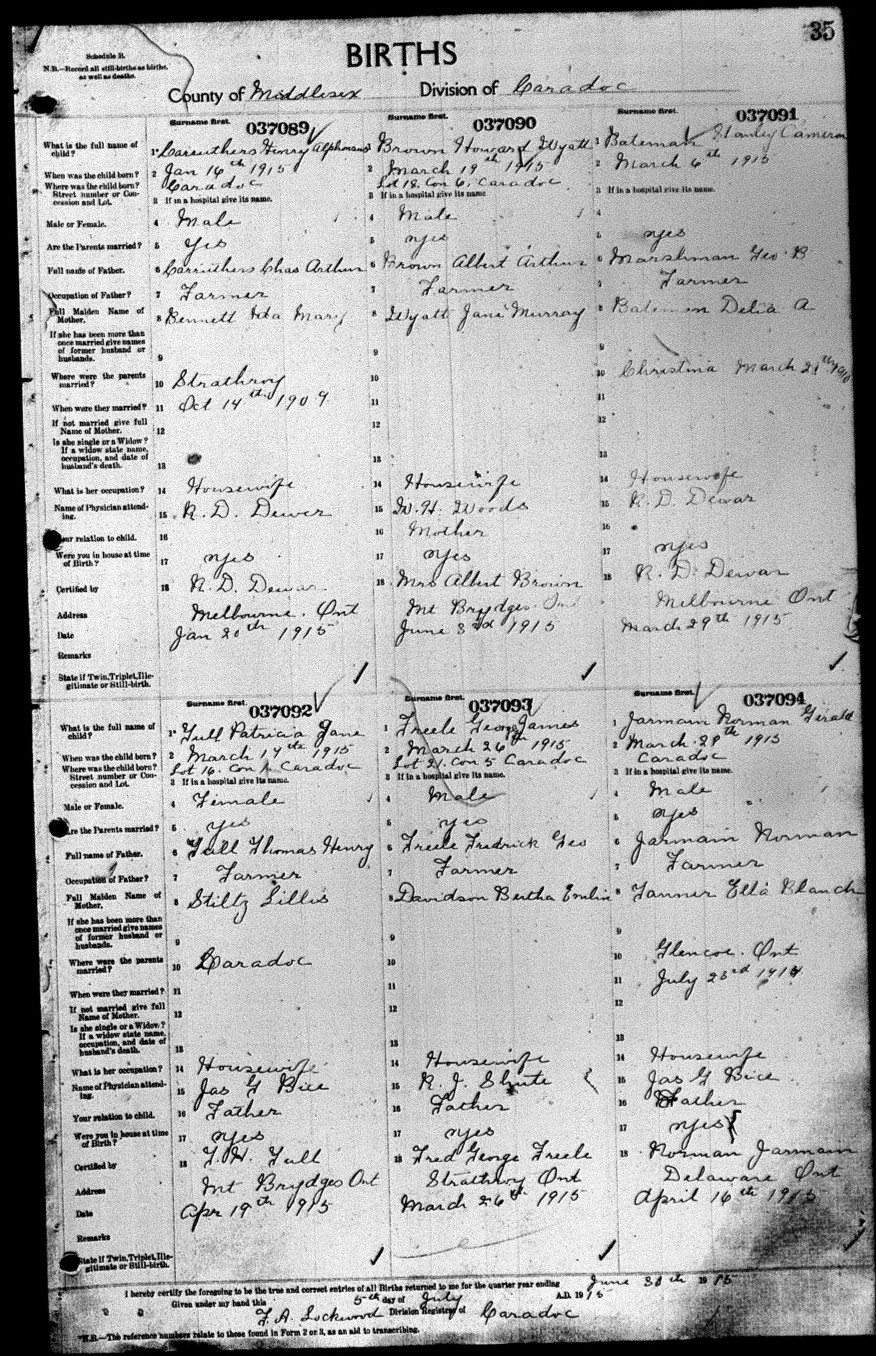 35
Schedule B.
N.B.—Record all still-births as births,
as well as deaths.
BIRTHS
County of Middlesex Division of Caradoc
Surname first. 037089
What is the full name of child? 1 Caruthers Henry Alphonsus
When was the child born? 2 Jan 16th 1915
Where was the child born? Street number or Concession and Lot. Caradoc
3 If in a hospital give its name.
Male or Female. 4 Male
Are the Parents married? 5 Yes
Full name of Father. 6 Carruthers Chas Arthur
Occupation of Father? 7 Farmer
Full Maiden Name of Mother. 8 Bennett Ida Mary
If she has been more than once married give names of former husband or husbands. 9
Where were the parents married? 10 Strathroy
When were they married? 11 Oct 14th 1909
If not married give full Name of Mother. 12
Is she single or a Widow? If a widow state name, occupation, and date of husband's death. 13
What is her occupation? 14 Housewife
Name of Physician attending. 15 R. D. Dewer
Your relation to child. 16
Were you in house at time of Birth? 17 yes
Certified by 18 R. D. Dewar
Address Melbourne. Ont
Date Jan 20th 1915
Remarks
State if Twin, Triplet, Illegitimate or Still-birth.
Surname first. 037090
1 Brown Howard Wyatt
2 March 19th 1915
Lot 18. Con 6. Caradoc
3 If in a hospital give its name.
4 Male
5 yes
6 Brown Albert Arthur
7 Farmer
8 Wyatt Jane Murray
9
10
11
12
13
14 Housewife
15 W. H. Woods
16 Mother
17 yes
18 Mrs Albert Brown
Mt Brydges Ont
June 3rd 1915
Surname first. 037091
1 Bateman Stanley Cameron
2 March 6th 1915
3 If in a hospital give its name.
4
5 yes
6 Marshman Geo B
7 Farmer
8 Bateman Delia A
9
10 Christina March 21th 1910
11
12
13
14 Housewife
15 R. D. Dewar
16
17 yes
18 R. D. Dewar
Melbourne Ont
March 29th 1915
Surname first. 037092
What is the full name of child? 1 Tull Patricia Jane
When was the child born? 2 March 17th 1915
Where was the child born? Street number or Concession and Lot. Lot 16. Con Caradoc
3 If in a hospital give its name.
Male or Female. 4 Female
Are the Parents married? 5 yes
Full name of Father. 6 Tull Thomas Henry
Occupation of Father? 7 Farmer
Full Maiden Name of Mother. 8 Stiltz Lillis
If she has been more than once married give names of former husband or husbands. 9
Where were the parents married? 10 Caradoc
When were they married? 11
If not married give full Name of Mother. 12
Is she single or a Widow? If a widow state name, occupation, and date of husband's death. 13
What is her occupation? 14 Housewife
Name of Physician attending. 15 Jas G Bice
Your relation to child. 16 Father
Were you in house at time of Birth? 17 yes
Certified by 18 T. H. Tull
Address Mt Brydges Ont
Date Apr 19th 1915
Remarks
State if Twin, Triplet, Illegitimate or Still-birth.
Surname first. 037093
1 Freele George James
2 March 26th 1915
Lot 21. Con 5 Caradoc
3 If in a hospital give its name.
4 Male
5 yes
6 Freele Fredrick Geo
7 Farmer
8 Davidson Bertha Emlin
9
10
11
12
13
14 Housewife
15 R. J. Shute
16 Father
17 yes
18 Fred George Freele
Strathroy Ont
March 26th 1915
Surname first. 037094
1 Jarmain Norman Gerald
2 March 29th 1915
Caradoc
3 If in a hospital give its name.
4 Male
5 yes
6 Jarmain Norman
7 Farmer
8 Tanner Ella Blanch
9
10 Glencoe. Ont
11 July 23rd 1914
12
13
14 Housewife
15 Jas G Bice
16 Father
17 yes
18 Norman Jarmain
Delaware Ont
April 16th 1915
I hereby certify the foregoing to be the true and correct entries of all Births returned to me for the quarter year ending June 30th 1915
Given under my hand this 5th day of July A.D. 1915
F. A. Lockwood Division Registrar of Caradoc
*N.B.—The reference numbers relate to those found in Form 2 or 3, as an aid to transcribing.